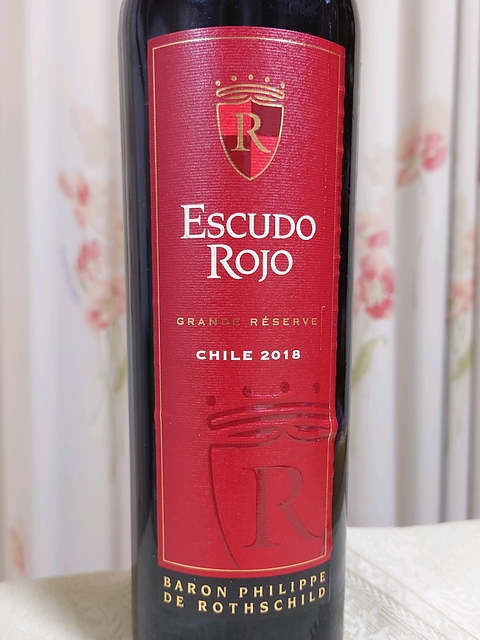 R
ESCUDO
ROJO
GRANDE RÉSERVE
CHILE 2018
R
BARON PHILIPPE
DE ROTHSCHILD